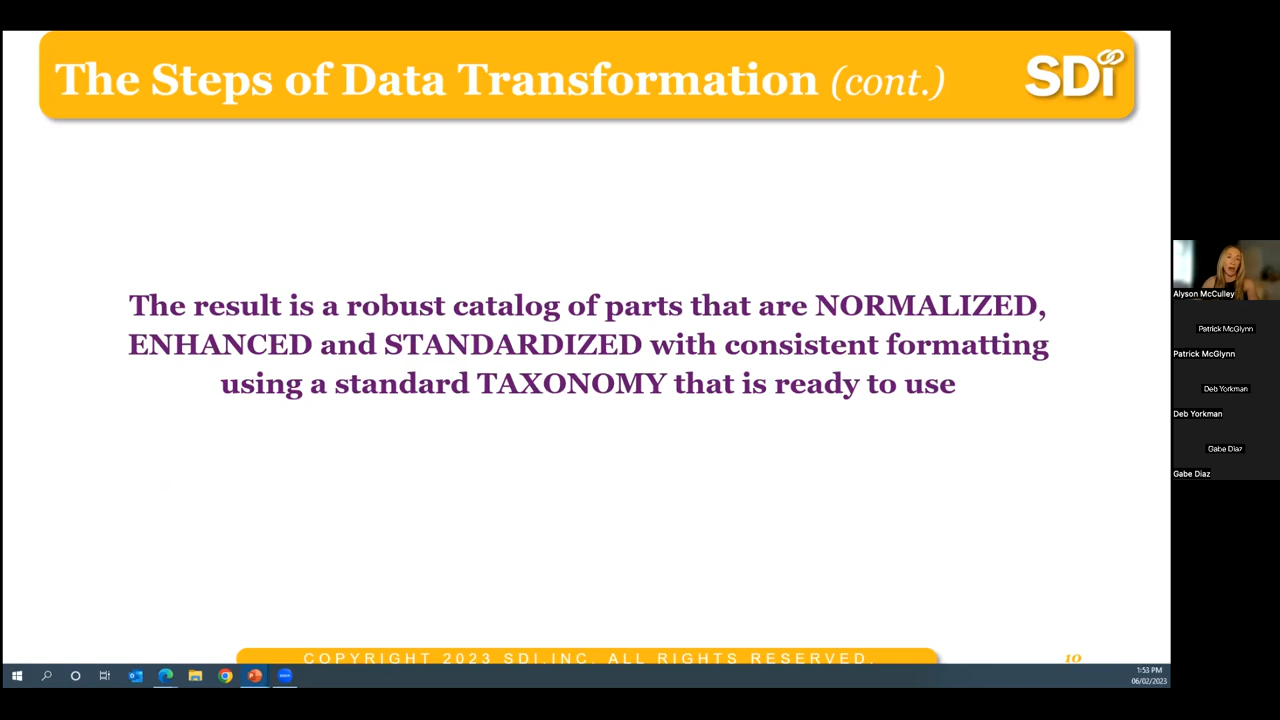 The Steps of Data Transformation (cont.)
SDi
The result is a robust catalog of parts that are NORMALIZED,
ENHANCED and STANDARDIZED with consistent formatting
using a standard TAXONOMY that is ready to use
COPYRIGHT 2023 SDI,INC. ALL RIGHTS RESERVED.
10
Alyson McCulley
Patrick McGlynn
Patrick McGlynn
Deb Yorkman
Deb Yorkman
Gabe Diaz
Gabe Diaz
1:53 PM
06/02/2023